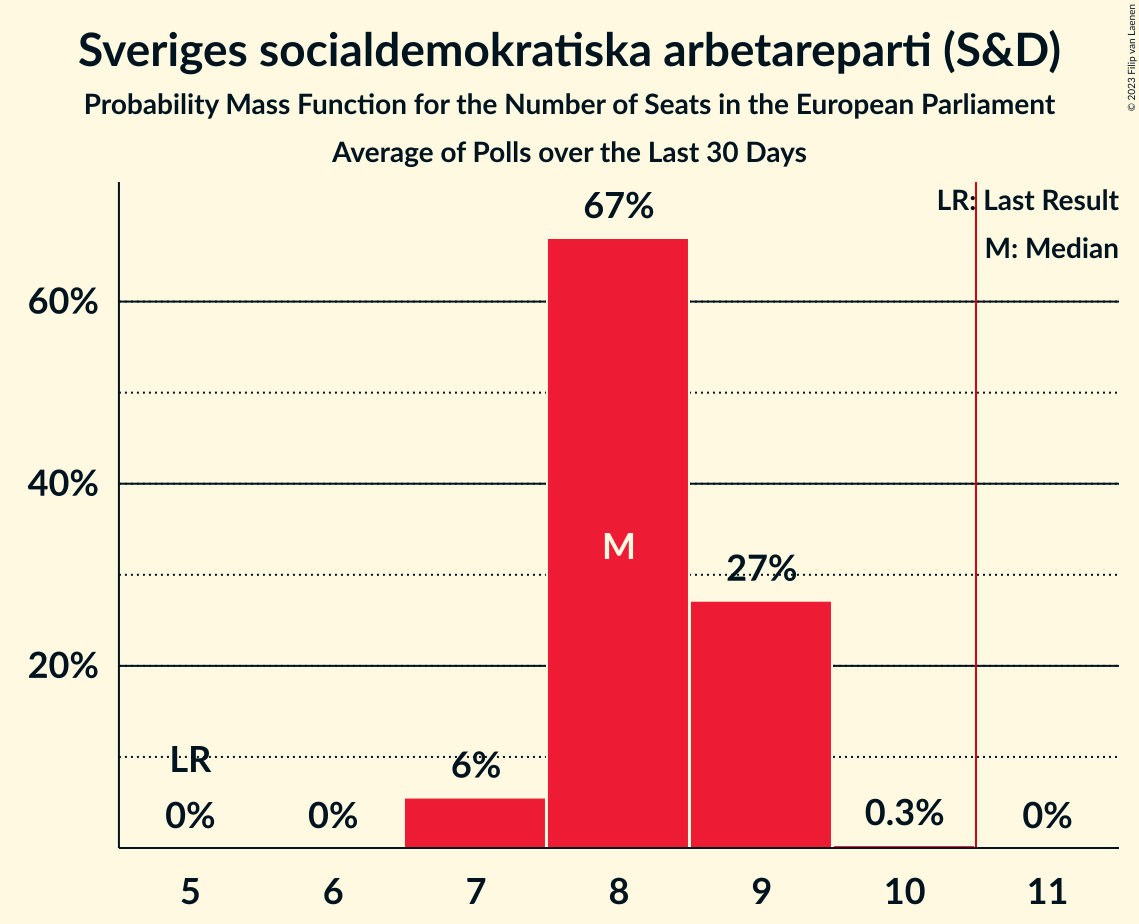 Sveriges socialdemokratiska arbetareparti (S&D)
Probability Mass Function for the Number of Seats in the European Parliament
Average of Polls over the Last 30 Days
© 2023 Filip van Laenen
LR: Last Result
M: Median
67%
60%
40%
M
27%
20%
LR
6%
0%
0%
0.3%
0%
5
6
7
8
9
10
11